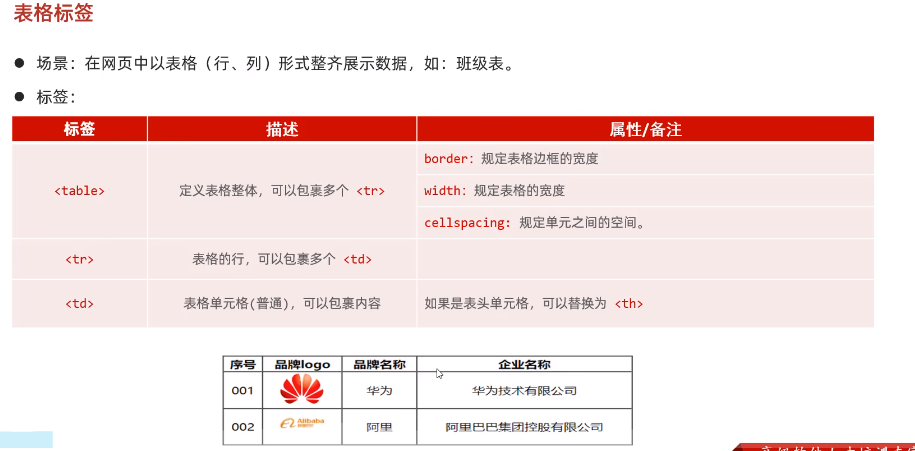 表格标签
● 场景：在网页中以表格（行、列）形式整齐展示数据，如：班级表。
● 标签：
标签 描述 属性/备注
<table> 定义表格整体，可以包裹多个 <tr>
border：规定表格边框的宽度
width：规定表格的宽度
cellspacing: 规定单元之间的空间。
<tr> 表格的行，可以包裹多个 <td>
<td> 表格单元格(普通)，可以包裹内容 如果是表头单元格，可以替换为 <th>
序号 品牌logo 品牌名称 企业名称
001 华为 华为技术有限公司
002 Alibaba 阿里 阿里巴巴集团控股有限公司